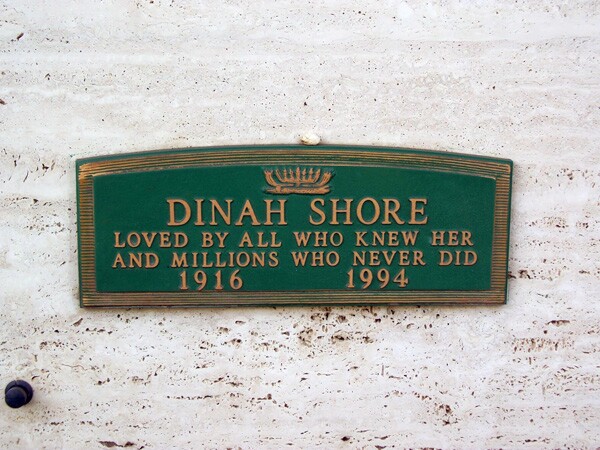 DINAH SHORE
LOVED BY ALL WHO KNEW HER
AND MILLIONS WHO NEVER DID
1916 1994